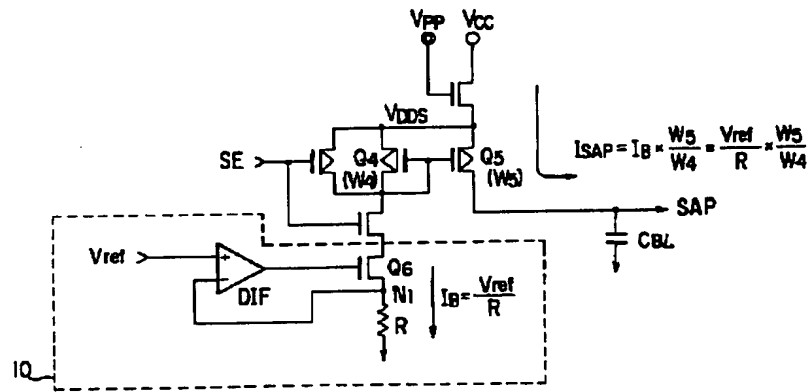 VPP VCC
VDDS
SE
Q4
(W4)
Q5
(W5)
ISAP = IB × W5/W4 = Vref/R × W5/W4
SAP
CBL
Vref
+
−
DIF
Q6
N1
R
IB = Vref/R
10